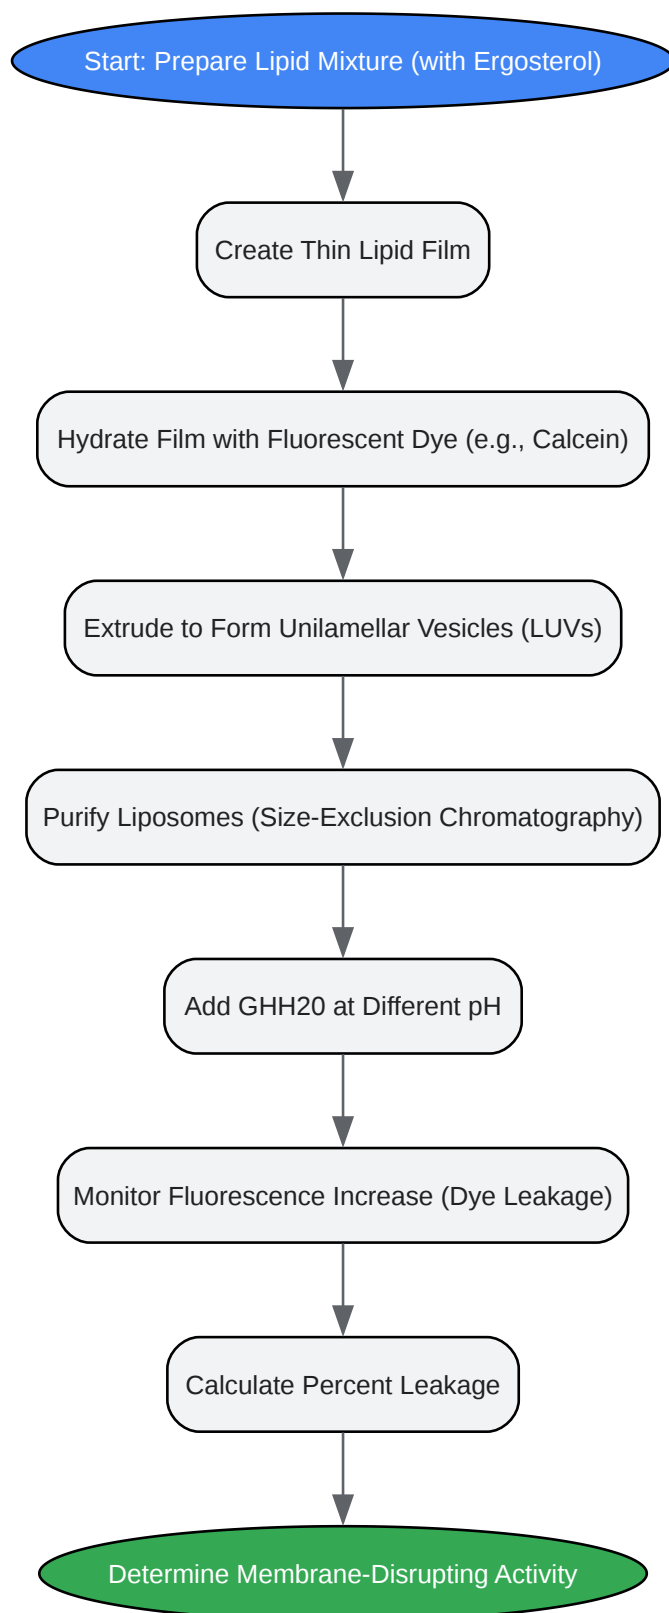 Start: Prepare Lipid Mixture (with Ergosterol)
Create Thin Lipid Film
Hydrate Film with Fluorescent Dye (e.g., Calcein)
Extrude to Form Unilamellar Vesicles (LUVs)
Purify Liposomes (Size-Exclusion Chromatography)
Add GHH20 at Different pH
Monitor Fluorescence Increase (Dye Leakage)
Calculate Percent Leakage
Determine Membrane-Disrupting Activity